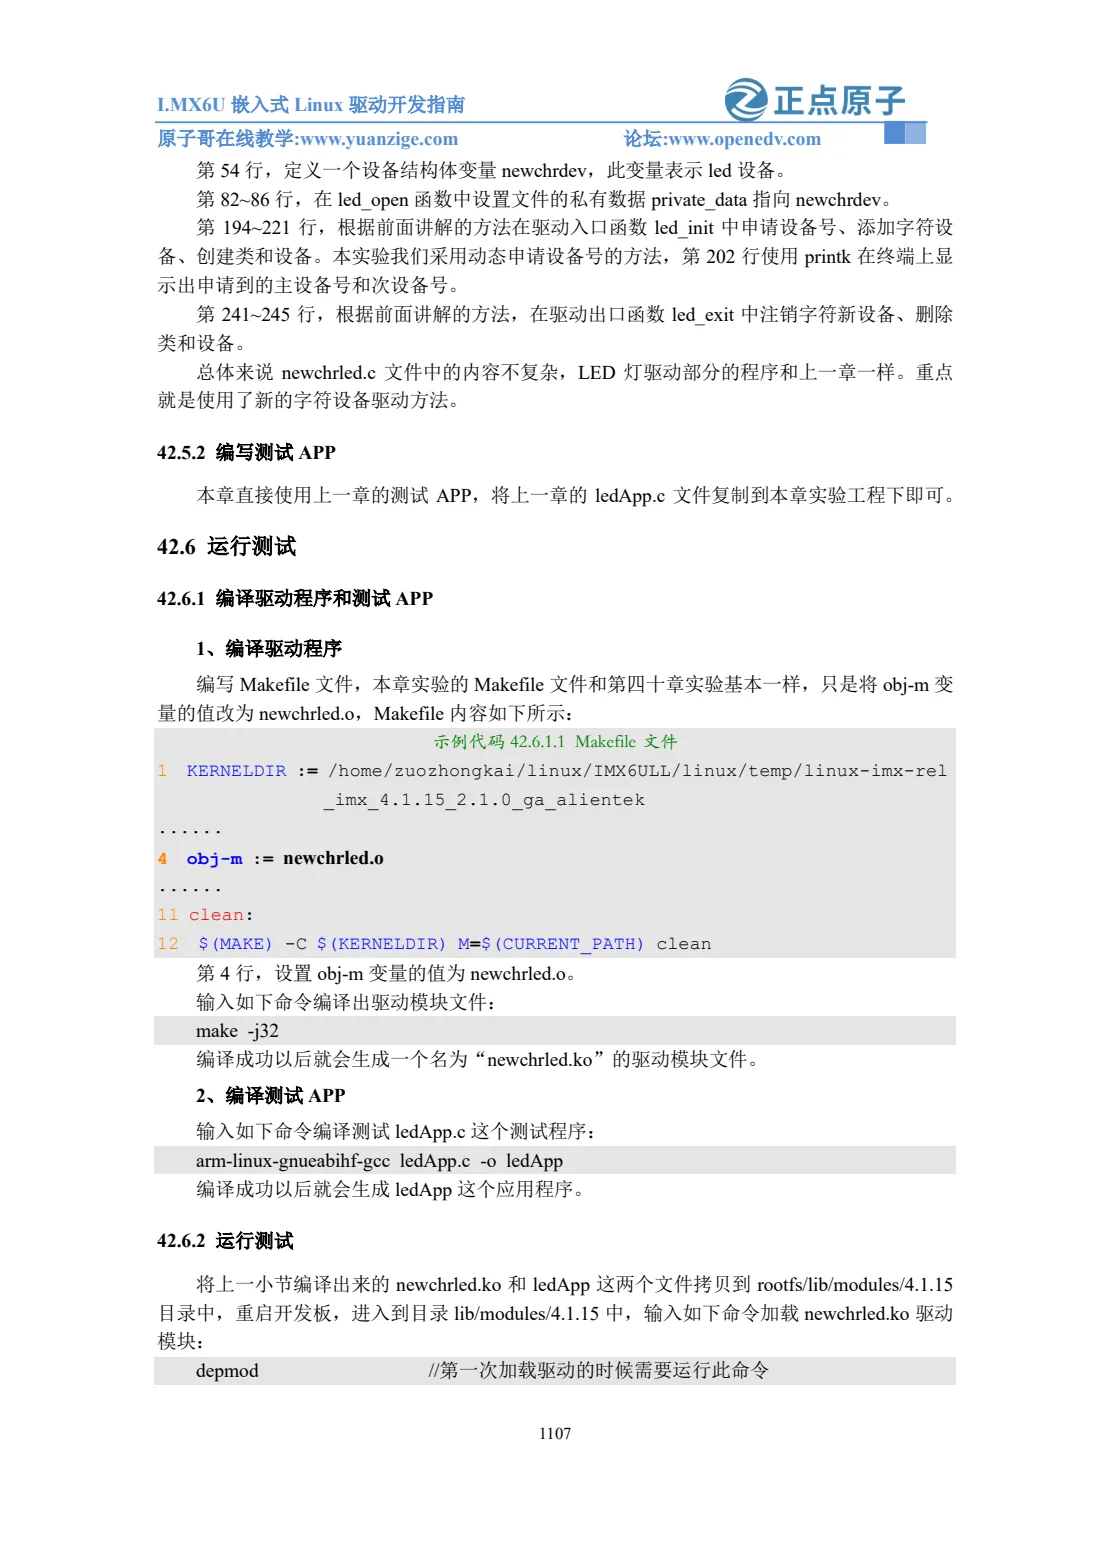 I.MX6U 嵌入式 Linux 驱动开发指南
正点原子
原子哥在线教学:www.yuanzige.com 论坛:www.openedv.com
第 54 行，定义一个设备结构体变量 newchrdev，此变量表示 led 设备。
第 82~86 行，在 led_open 函数中设置文件的私有数据 private_data 指向 newchrdev。
第 194~221 行，根据前面讲解的方法在驱动入口函数 led_init 中申请设备号、添加字符设
备、创建类和设备。本实验我们采用动态申请设备号的方法，第 202 行使用 printk 在终端上显
示出申请到的主设备号和次设备号。
第 241~245 行，根据前面讲解的方法，在驱动出口函数 led_exit 中注销字符新设备、删除
类和设备。
总体来说 newchrled.c 文件中的内容不复杂，LED 灯驱动部分的程序和上一章一样。重点
就是使用了新的字符设备驱动方法。
42.5.2 编写测试 APP
本章直接使用上一章的测试 APP，将上一章的 ledApp.c 文件复制到本章实验工程下即可。
42.6 运行测试
42.6.1 编译驱动程序和测试 APP
1、编译驱动程序
编写 Makefile 文件，本章实验的 Makefile 文件和第四十章实验基本一样，只是将 obj-m 变
量的值改为 newchrled.o，Makefile 内容如下所示：
示例代码 42.6.1.1 Makefile 文件
1 KERNELDIR := /home/zuozhongkai/linux/IMX6ULL/linux/temp/linux-imx-rel
_imx_4.1.15_2.1.0_ga_alientek
......
4 obj-m := newchrled.o
......
11 clean:
12 $(MAKE) -C $(KERNELDIR) M=$(CURRENT_PATH) clean
第 4 行，设置 obj-m 变量的值为 newchrled.o。
输入如下命令编译出驱动模块文件：
make -j32
编译成功以后就会生成一个名为“newchrled.ko”的驱动模块文件。
2、编译测试 APP
输入如下命令编译测试 ledApp.c 这个测试程序：
arm-linux-gnueabihf-gcc ledApp.c -o ledApp
编译成功以后就会生成 ledApp 这个应用程序。
42.6.2 运行测试
将上一小节编译出来的 newchrled.ko 和 ledApp 这两个文件拷贝到 rootfs/lib/modules/4.1.15
目录中，重启开发板，进入到目录 lib/modules/4.1.15 中，输入如下命令加载 newchrled.ko 驱动
模块：
depmod //第一次加载驱动的时候需要运行此命令
1107